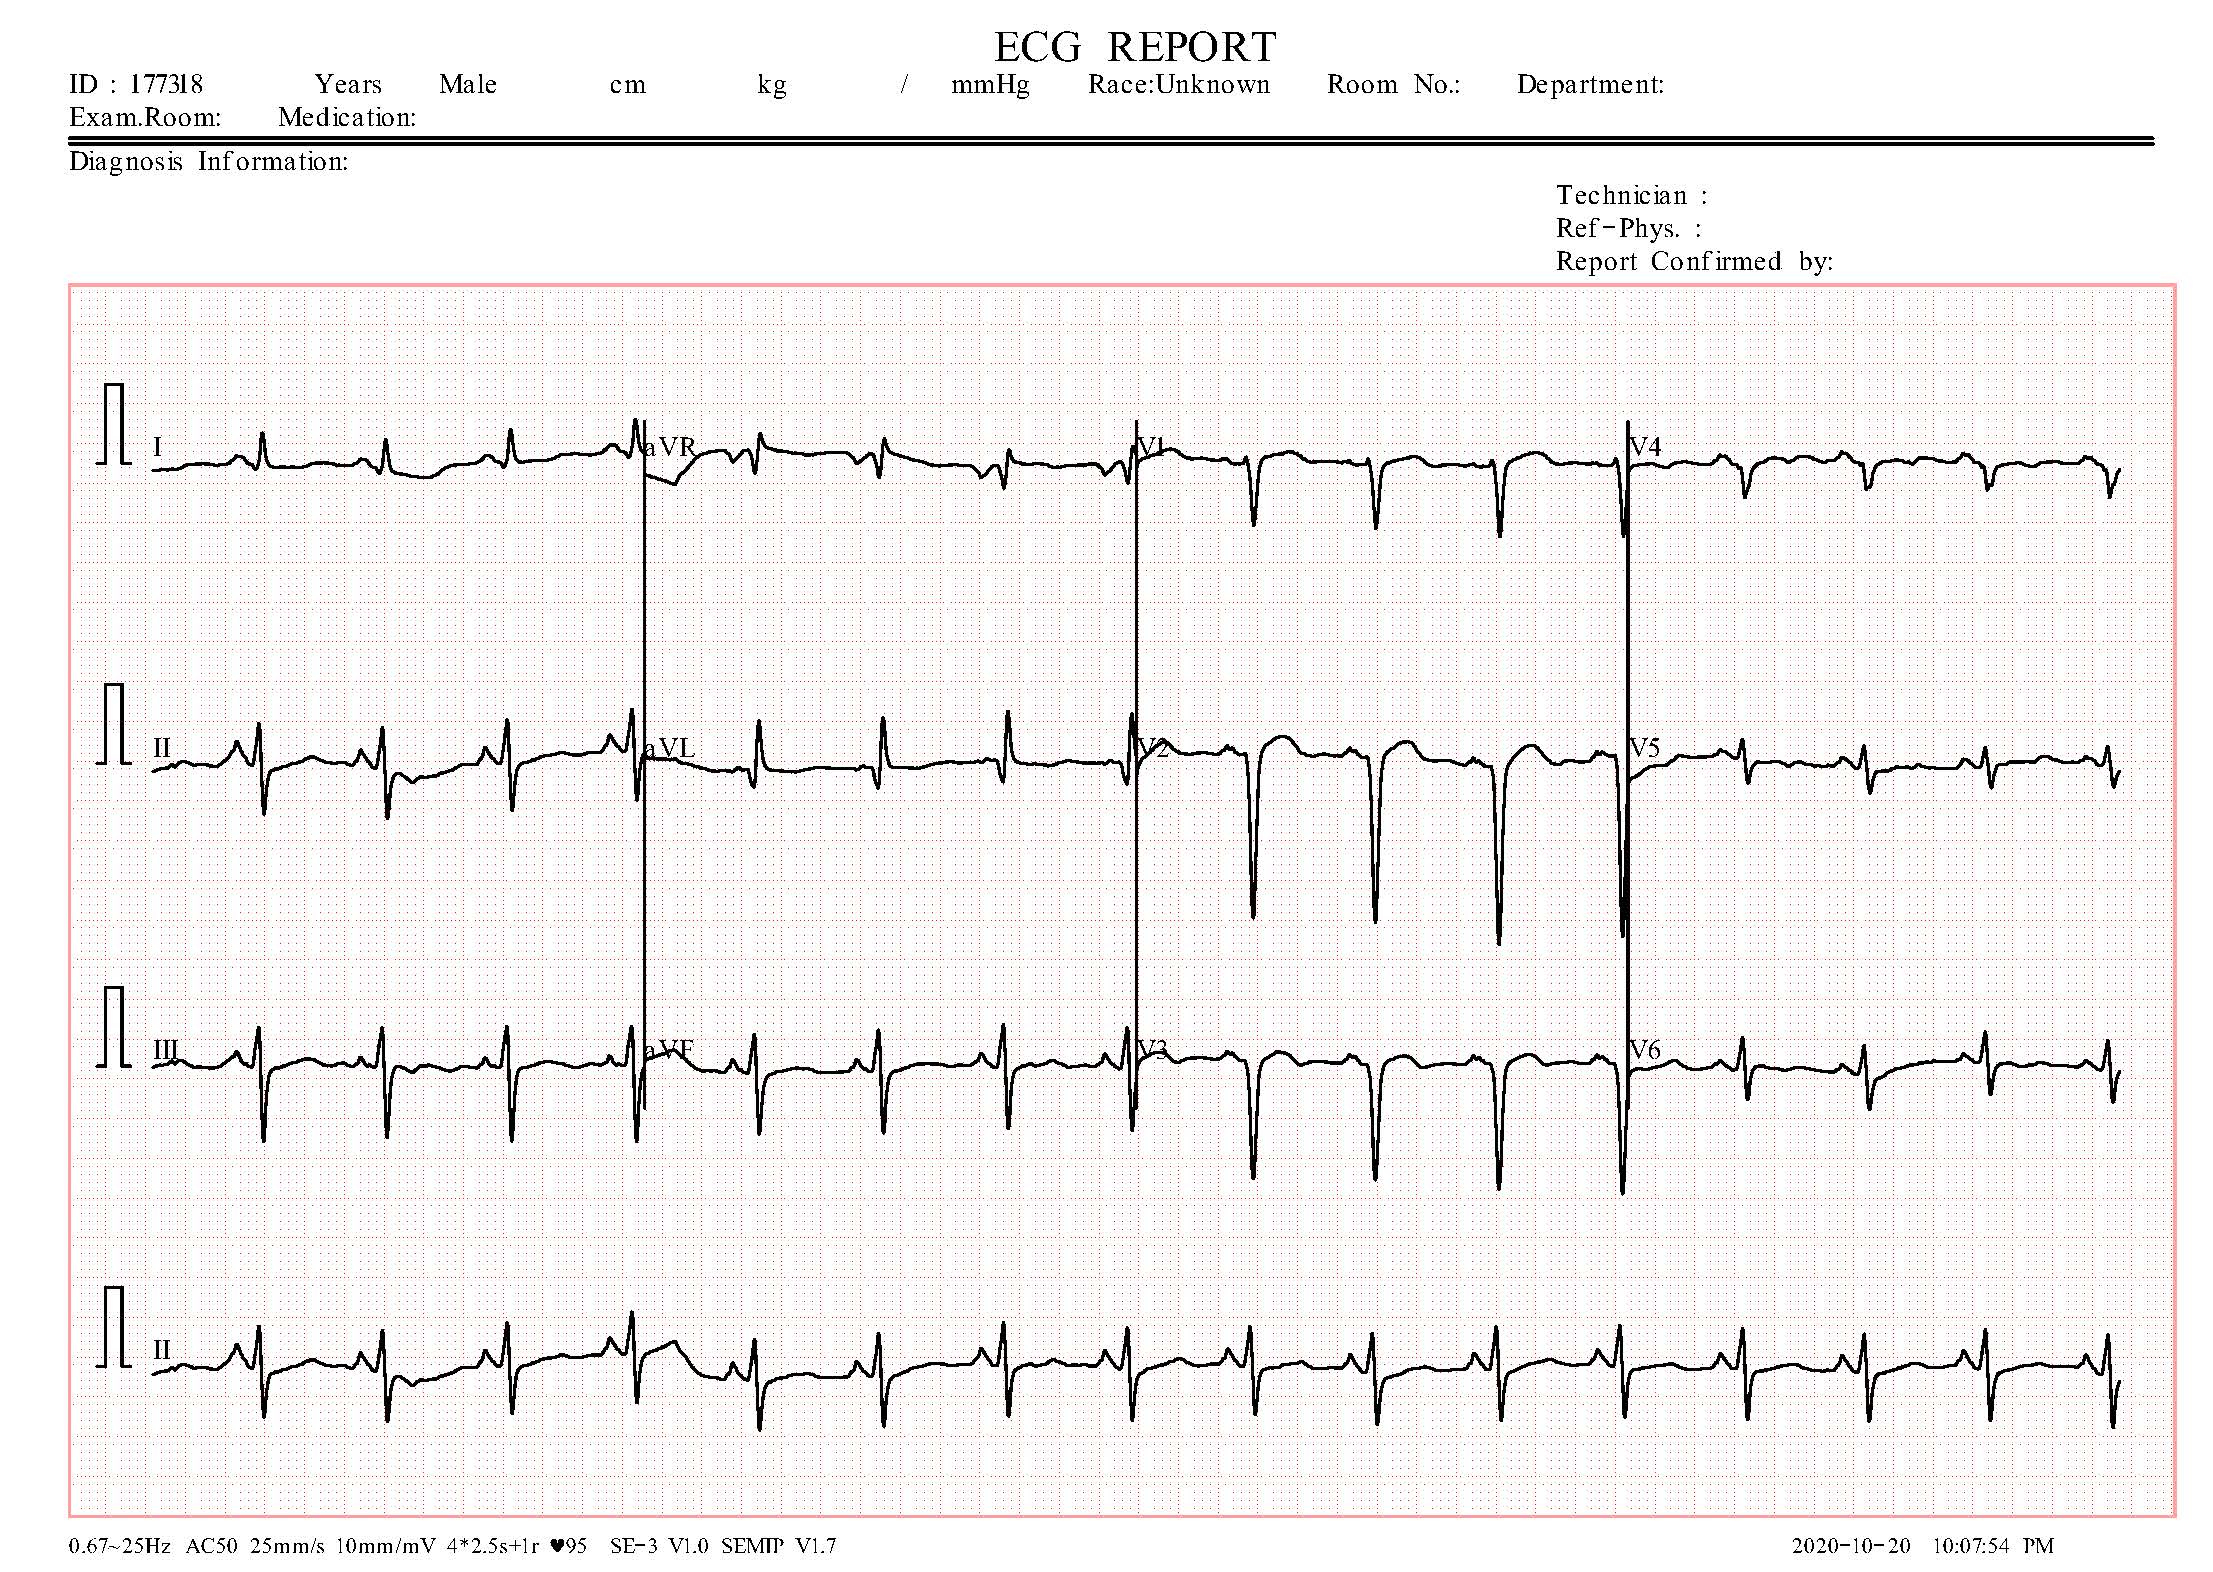 ECG REPORT
ID : 177318 Years Male cm kg / mmHg Race:Unknown Room No.: Department:
Exam.Room: Medication:
Diagnosis Information:
Technician :
Ref-Phys. :
Report Confirmed by:
I aVR V1 V4
II aVL V2 V5
III aVF V3 V6
II
0.67~25Hz AC50 25mm/s 10mm/mV 4*2.5s+1r ♥95 SE-3 V1.0 SEMIP V1.7 2020-10-20 10:07:54 PM